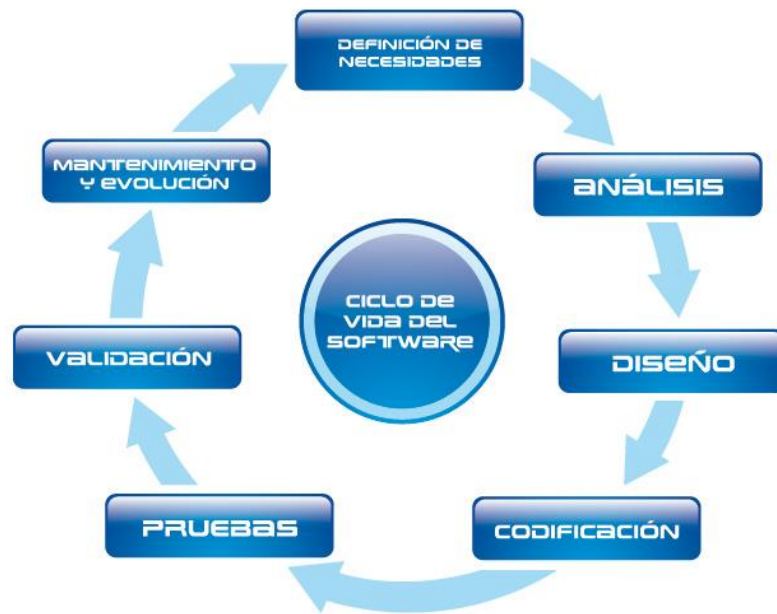 DEFINICIÓN DE
NECESIDADES
ANÁLISIS
DISEÑO
CODIFICACIÓN
PRUEBAS
VALIDACIÓN
MANTENIMIENTO
Y EVOLUCIÓN
CICLO DE
VIDA DEL
SOFTWARE